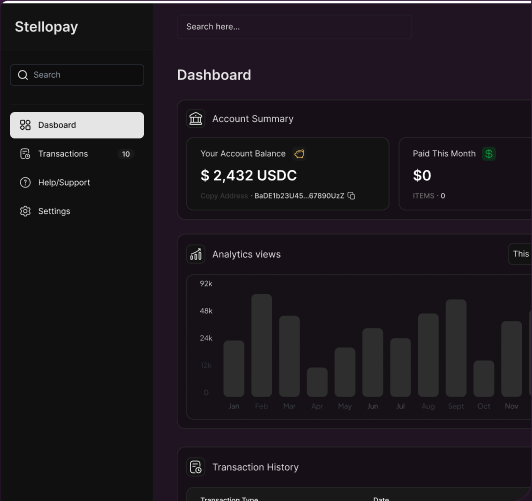 Stellopay
Search here...
Search
Dashboard
Dasboard
Transactions 10
Help/Support
Settings
Account Summary
Your Account Balance
$ 2,432 USDC
Copy Address · BaDE1b23U45...67890UzZ
Paid This Month
$0
ITEMS · 0
Analytics views
This
92k
48k
24k
12k
0
Jan Feb Mar Apr May Jun Jul Aug Sept Oct Nov
Transaction History
Transaction Type Date